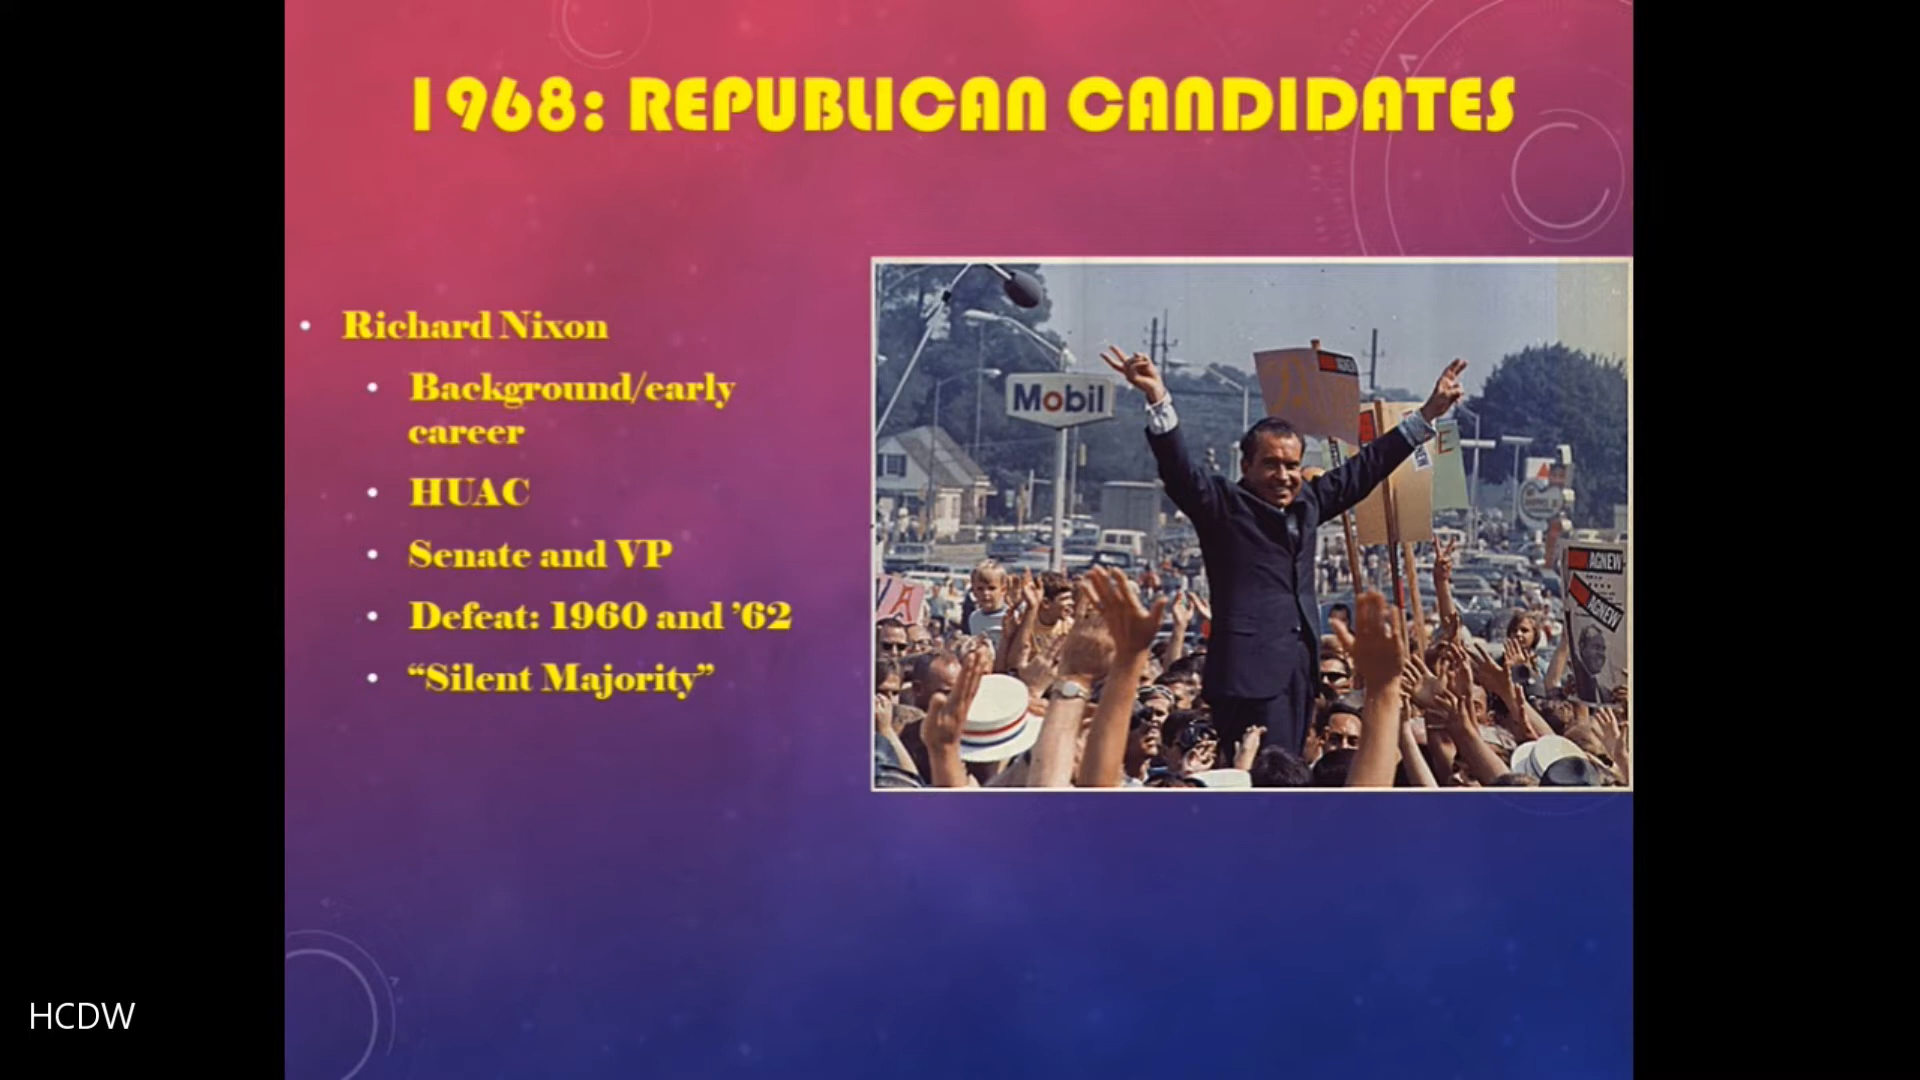 1968: REPUBLICAN CANDIDATES
• Richard Nixon
• Background/early
career
• HUAC
• Senate and VP
• Defeat: 1960 and ’62
• “Silent Majority”
Mobil
E
A
AGNEW
AGNEW
HCDW